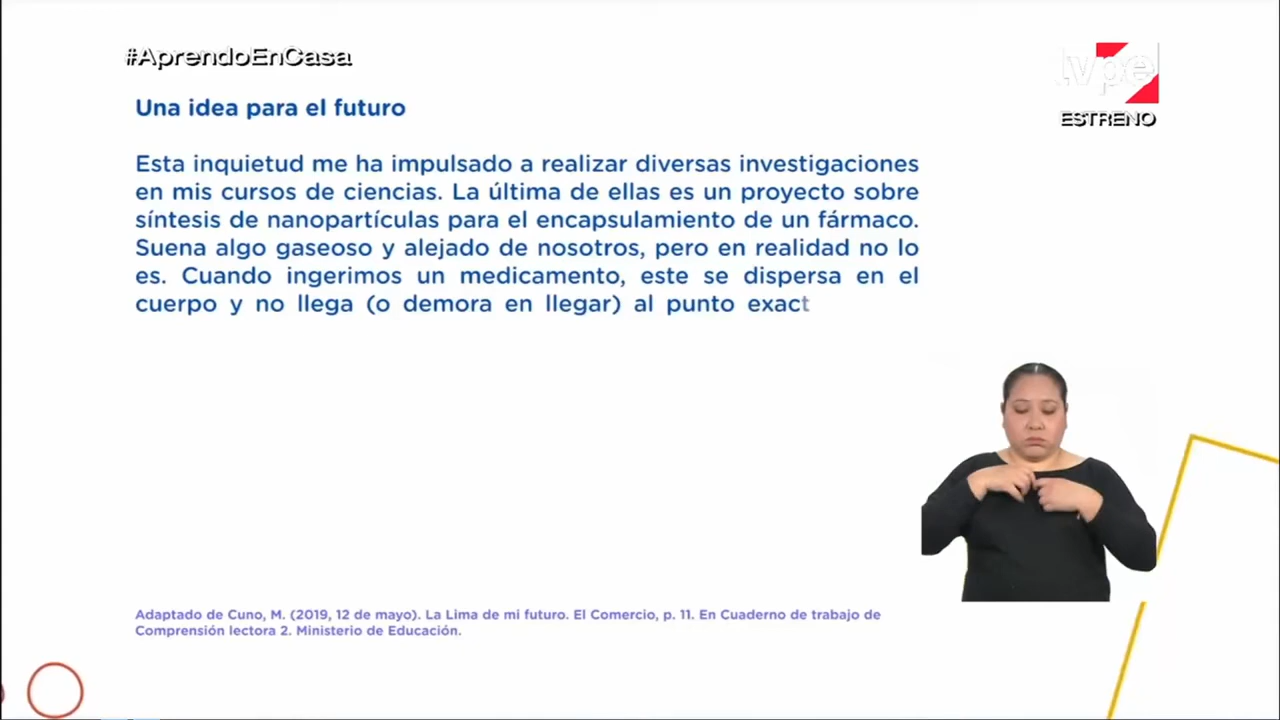 #AprendoEnCasa
tvpe
ESTRENO
Una idea para el futuro
Esta inquietud me ha impulsado a realizar diversas investigaciones
en mis cursos de ciencias. La última de ellas es un proyecto sobre
síntesis de nanopartículas para el encapsulamiento de un fármaco.
Suena algo gaseoso y alejado de nosotros, pero en realidad no lo
es. Cuando ingerimos un medicamento, este se dispersa en el
cuerpo y no llega (o demora en llegar) al punto exact
Adaptado de Cuno, M. (2019, 12 de mayo). La Lima de mi futuro. El Comercio, p. 11. En Cuaderno de trabajo de
Comprensión lectora 2. Ministerio de Educación.